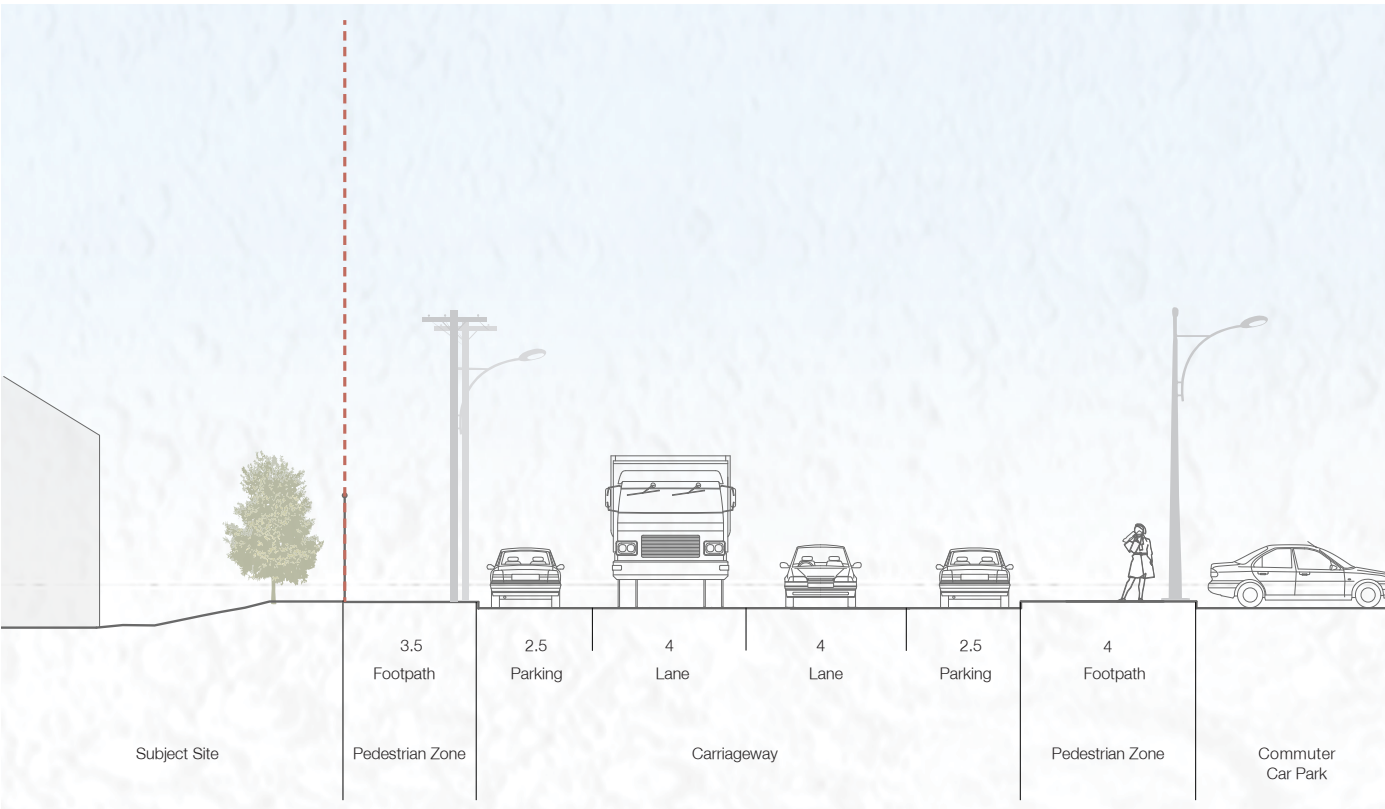 3.5
2.5
4
4
2.5
4
Footpath
Parking
Lane
Lane
Parking
Footpath
Subject Site
Pedestrian Zone
Carriageway
Pedestrian Zone
Commuter
Car Park